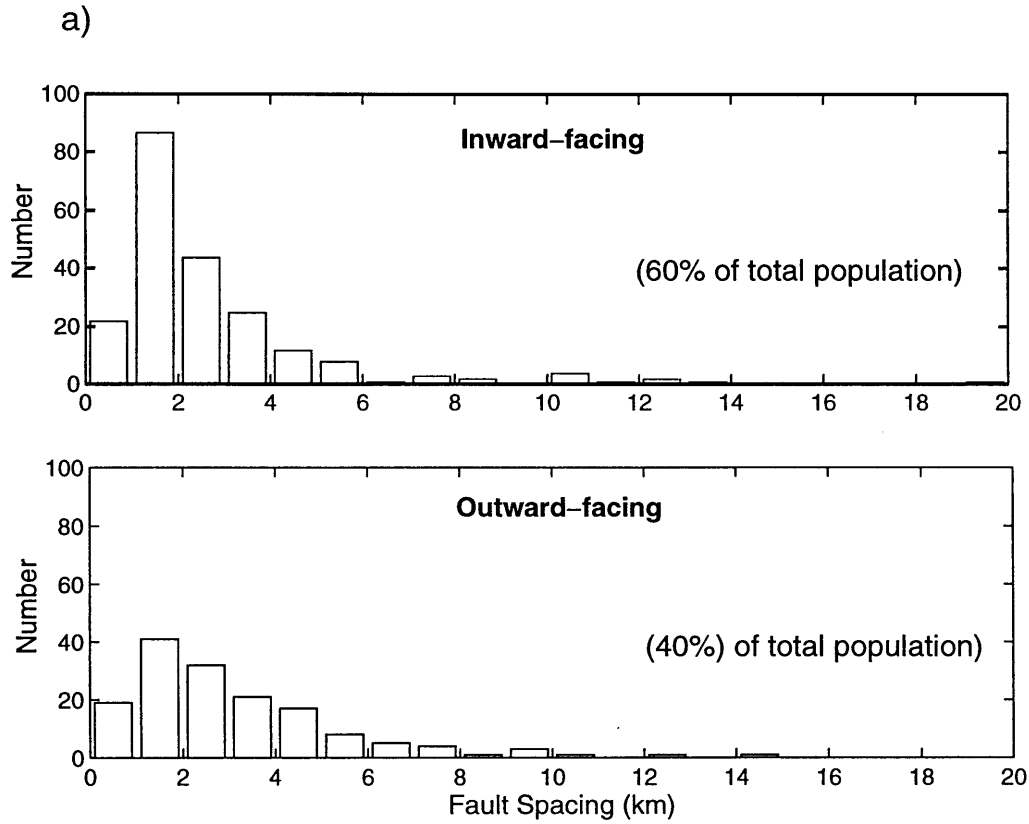 a)
100
80
60
40
20
0
Number
Inward–facing
(60% of total population)
0 2 4 6 8 10 12 14 16 18 20
100
80
60
40
20
0
Number
Outward–facing
(40%) of total population)
0 2 4 6 8 10 12 14 16 18 20
Fault Spacing (km)